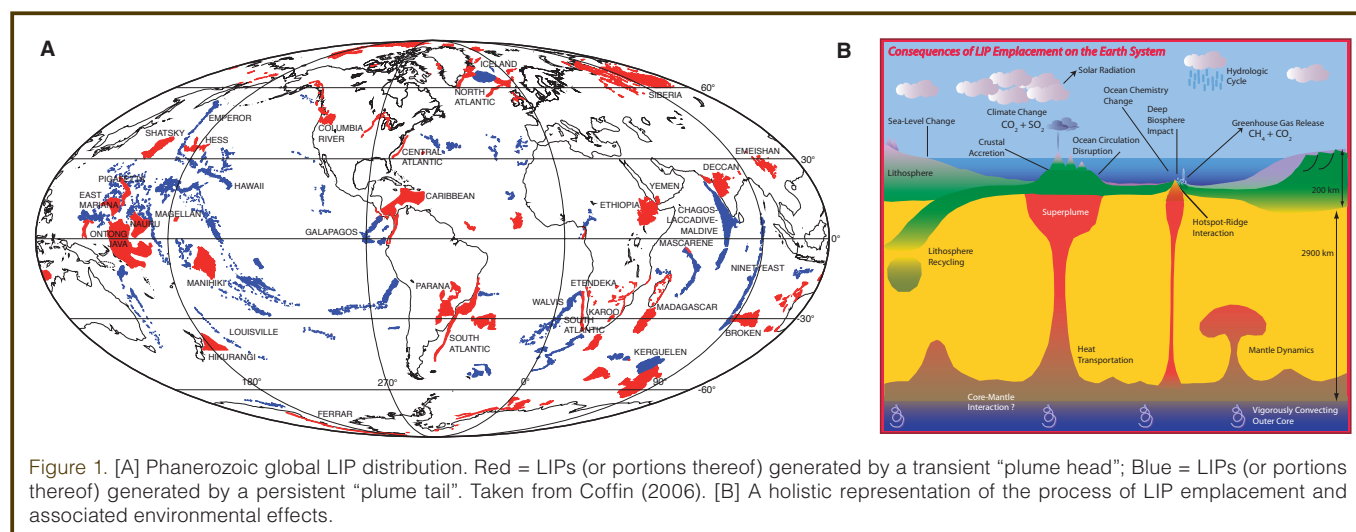 A
ICELAND
NORTH
ATLANTIC
SIBERIA
60°
EMPEROR
SHATSKY
HESS
COLUMBIA
RIVER
CENTRAL
ATLANTIC
EMEISHAN
30°
DECCAN
PIGAFETTA
HAWAII
YEMEN
EAST
MARIANA
MAGELLAN
CARIBBEAN
ETHIOPIA
CHAGOS-
LACCADIVE-
MALDIVE
NAURU
ONTONG
JAVA
GALAPAGOS
0°
MASCARENE
NINETYEAST
MANIHIKI
PARANA
ETENDEKA
WALVIS
MADAGASCAR
KAROO
SOUTH
ATLANTIC
-30°
LOUISVILLE
BROKEN
HIKURANGI
SOUTH
ATLANTIC
KERGUELEN
180°
270°
0°
90°
-60°
FERRAR
B
Consequences of LIP Emplacement on the Earth System
Solar Radiation
Hydrologic
Cycle
Ocean Chemistry
Change
Climate Change
CO2 + SO2
Deep
Biosphere
Impact
Greenhouse Gas Release
CH4 + CO2
Sea-Level Change
Crustal
Accretion
Ocean Circulation
Disruption
Lithosphere
200 km
Superplume
Hotspot-Ridge
Interaction
Lithosphere
Recycling
2900 km
Heat
Transportation
Mantle Dynamics
Core-Mantle
Interaction ?
Vigorously Convecting
Outer Core
Figure 1. [A] Phanerozoic global LIP distribution. Red = LIPs (or portions thereof) generated by a transient “plume head”; Blue = LIPs (or portions
thereof) generated by a persistent “plume tail”. Taken from Coffin (2006). [B] A holistic representation of the process of LIP emplacement and
associated environmental effects.